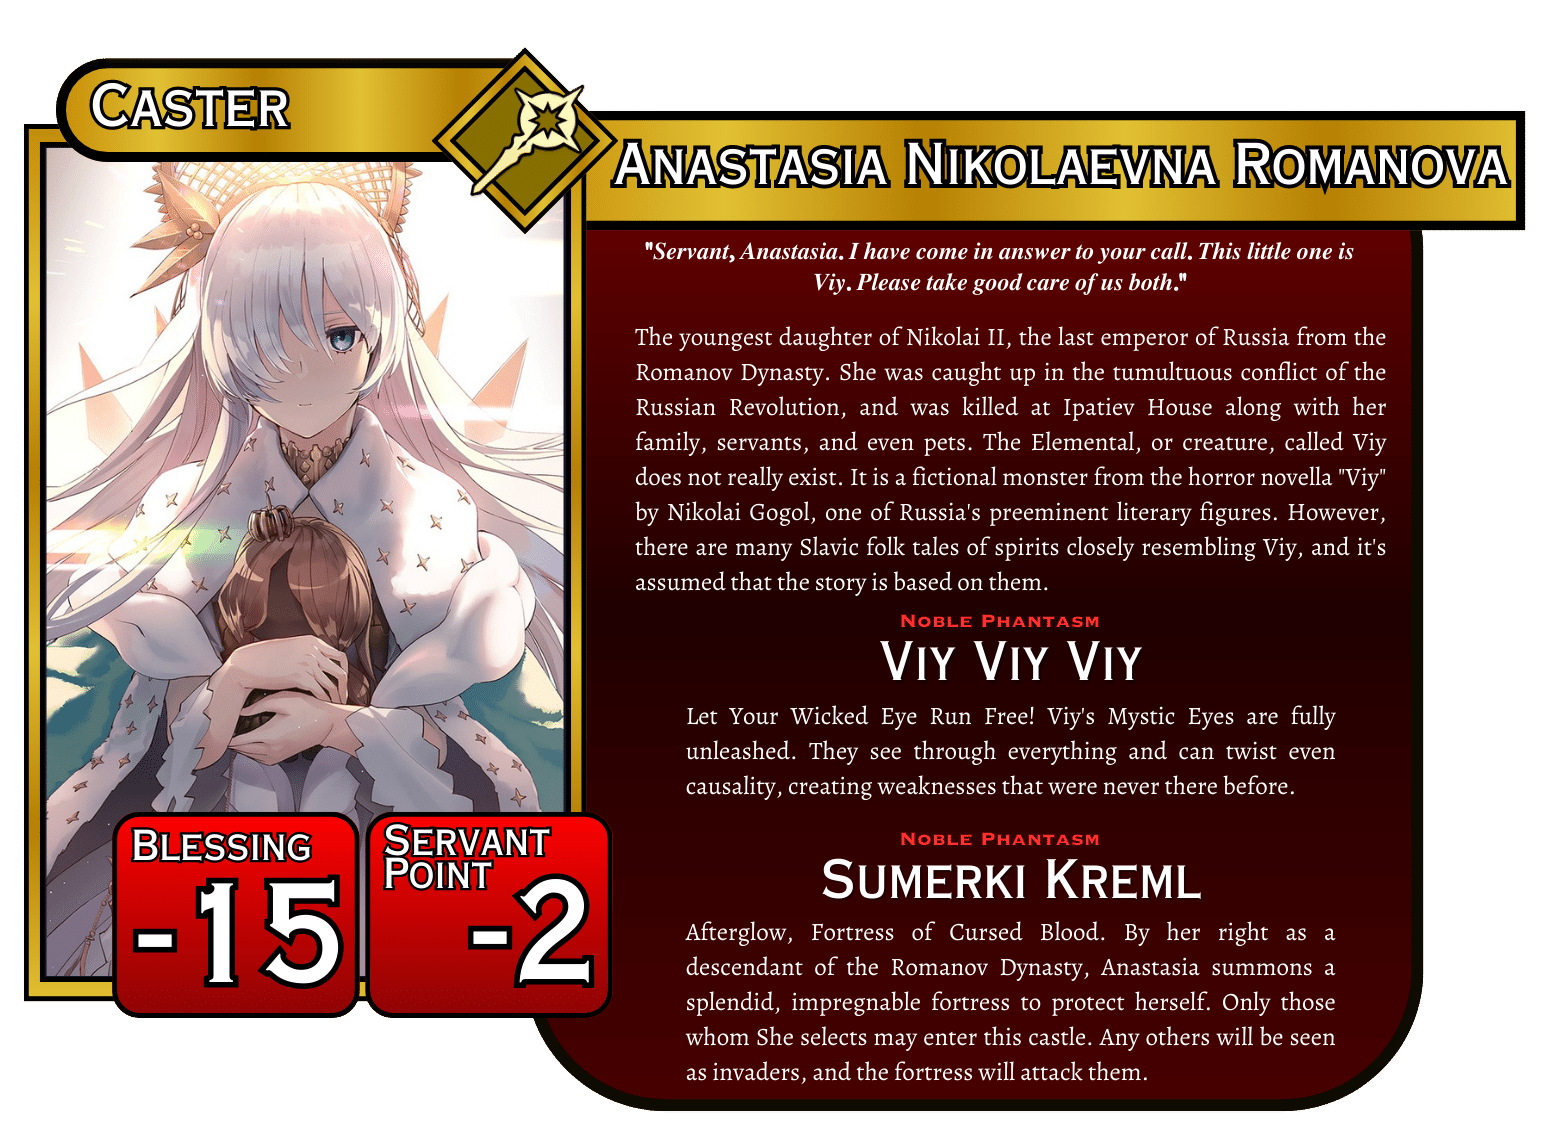 Caster
Anastasia Nikolaevna Romanova
"Servant, Anastasia. I have come in answer to your call. This little one is
Viy. Please take good care of us both."
The youngest daughter of Nikolai II, the last emperor of Russia from the
Romanov Dynasty. She was caught up in the tumultuous conflict of the
Russian Revolution, and was killed at Ipatiev House along with her
family, servants, and even pets. The Elemental, or creature, called Viy
does not really exist. It is a fictional monster from the horror novella "Viy"
by Nikolai Gogol, one of Russia's preeminent literary figures. However,
there are many Slavic folk tales of spirits closely resembling Viy, and it's
assumed that the story is based on them.
Noble Phantasm
Viy Viy Viy
Let Your Wicked Eye Run Free! Viy's Mystic Eyes are fully
unleashed. They see through everything and can twist even
causality, creating weaknesses that were never there before.
Noble Phantasm
Sumerki Kreml
Afterglow, Fortress of Cursed Blood. By her right as a
descendant of the Romanov Dynasty, Anastasia summons a
splendid, impregnable fortress to protect herself. Only those
whom She selects may enter this castle. Any others will be seen
as invaders, and the fortress will attack them.
Blessing
-15
Servant
Point
-2